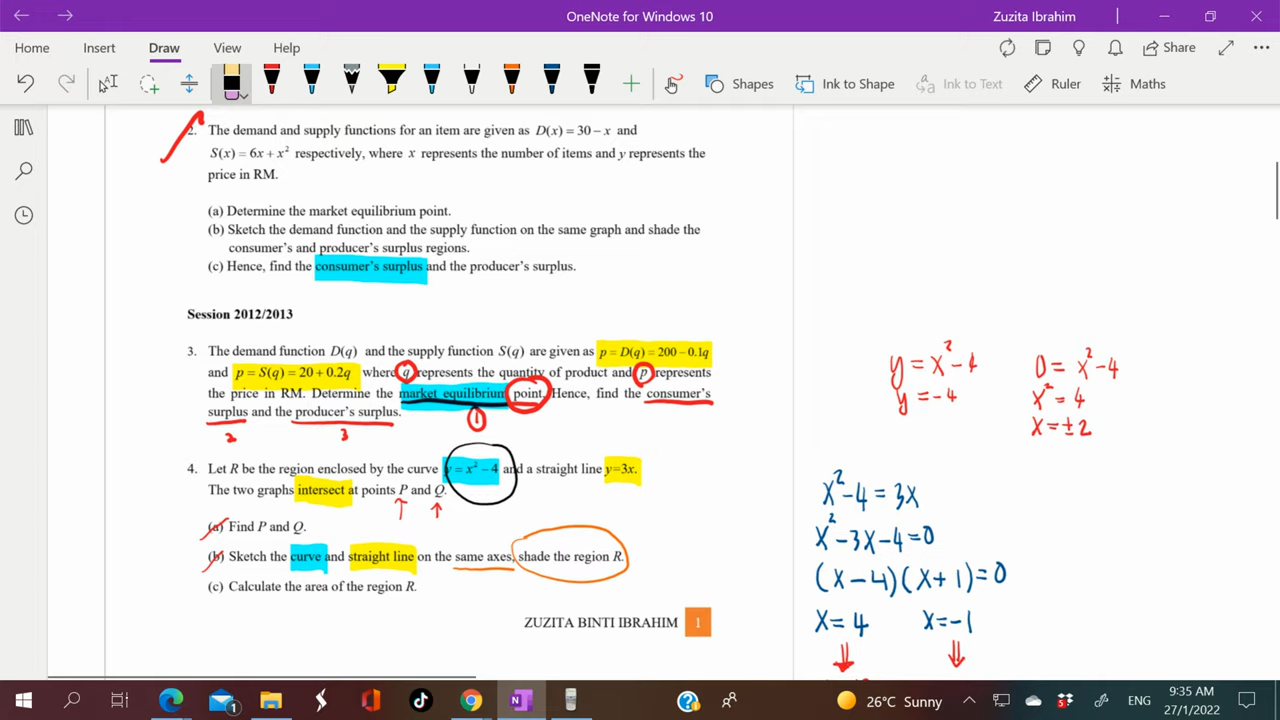 OneNote for Windows 10
Zuzita Ibrahim
Home Insert Draw View Help
Share
Shapes Ink to Shape Ink to Text Ruler Maths
2. The demand and supply functions for an item are given as D(x) = 30 – x and
S(x) = 6x + x² respectively, where x represents the number of items and y represents the
price in RM.
(a) Determine the market equilibrium point.
(b) Sketch the demand function and the supply function on the same graph and shade the
consumer's and producer's surplus regions.
(c) Hence, find the consumer's surplus and the producer's surplus.
Session 2012/2013
3. The demand function D(q) and the supply function S(q) are given as p = D(q) = 200 – 0.1q
and p = S(q) = 20 + 0.2q where q represents the quantity of product and p represents
the price in RM. Determine the market equilibrium point. Hence, find the consumer's
surplus and the producer's surplus.
1
2 3
4. Let R be the region enclosed by the curve y = x² – 4 and a straight line y=3x.
The two graphs intersect at points P and Q.
(a) Find P and Q.
(b) Sketch the curve and straight line on the same axes, shade the region R.
(c) Calculate the area of the region R.
ZUZITA BINTI IBRAHIM 1
y = x² – 4
y = –4
0 = x² – 4
x² = 4
x = ±2
x² – 4 = 3x
x² – 3x – 4 = 0
(x – 4)(x + 1) = 0
x = 4 x = –1
1
26°C Sunny
ENG
9:35 AM
27/1/2022